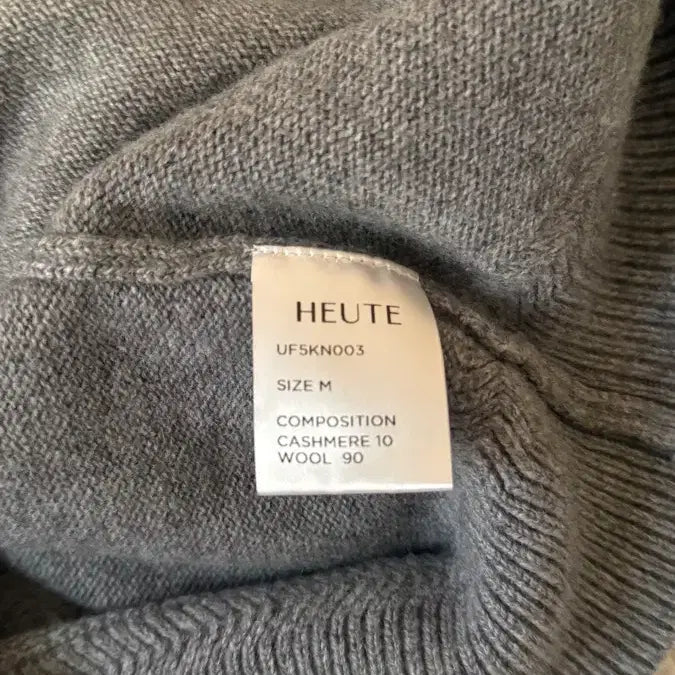 HEUTE
UF5KN003
SIZE M
COMPOSITION
CASHMERE 10
WOOL 90